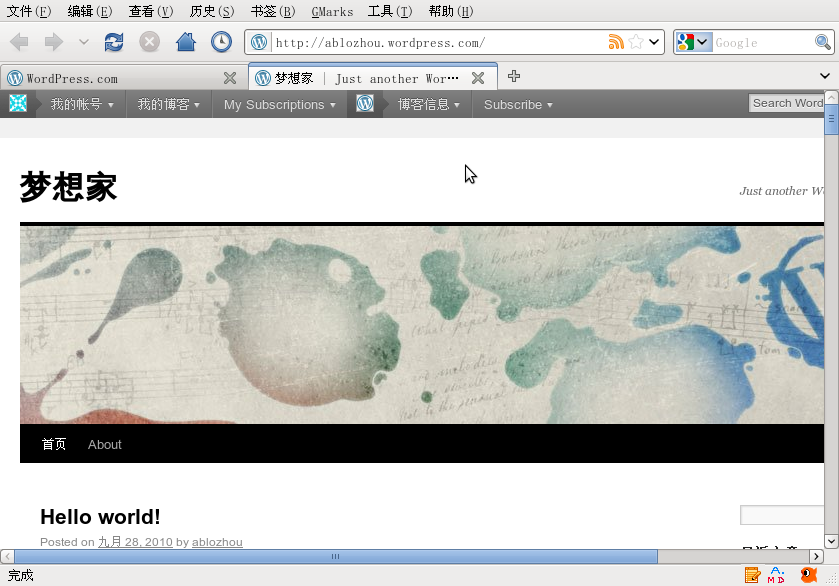 文件(F) 编辑(E) 查看(V) 历史(S) 书签(B) GMarks 工具(T) 帮助(H)
http://ablozhou.wordpress.com/ Google
WordPress.com 梦想家 | Just another Wor···
我的帐号 我的博客 My Subscriptions 博客信息 Subscribe Search Word
梦想家
Just another W
首页 About
Hello world!
Posted on 九月 28, 2010 by ablozhou
完成